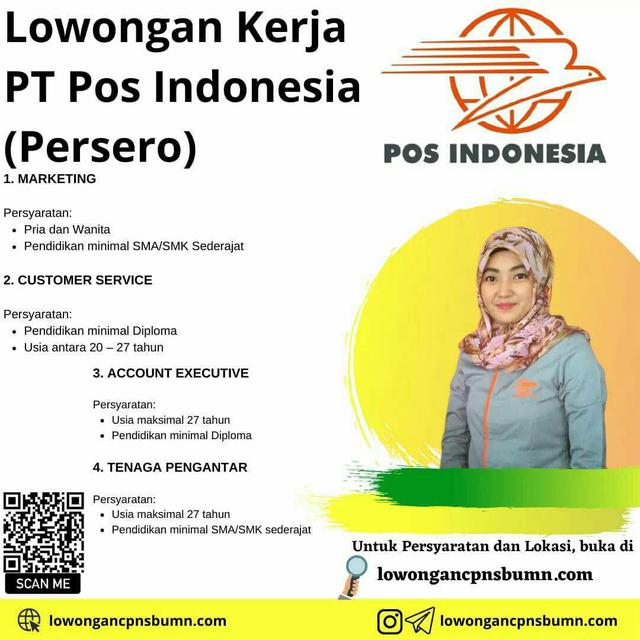 Lowongan Kerja
PT Pos Indonesia
(Persero)
POS INDONESIA
1. MARKETING
Persyaratan:
• Pria dan Wanita
• Pendidikan minimal SMA/SMK Sederajat
2. CUSTOMER SERVICE
Persyaratan:
• Pendidikan minimal Diploma
• Usia antara 20 – 27 tahun
3. ACCOUNT EXECUTIVE
Persyaratan:
• Usia maksimal 27 tahun
• Pendidikan minimal Diploma
4. TENAGA PENGANTAR
Persyaratan:
• Usia maksimal 27 tahun
• Pendidikan minimal SMA/SMK sederajat
SCAN ME
Untuk Persyaratan dan Lokasi, buka di
lowongancpnsbumn.com
lowongancpnsbumn.com
lowongancpnsbumn.com